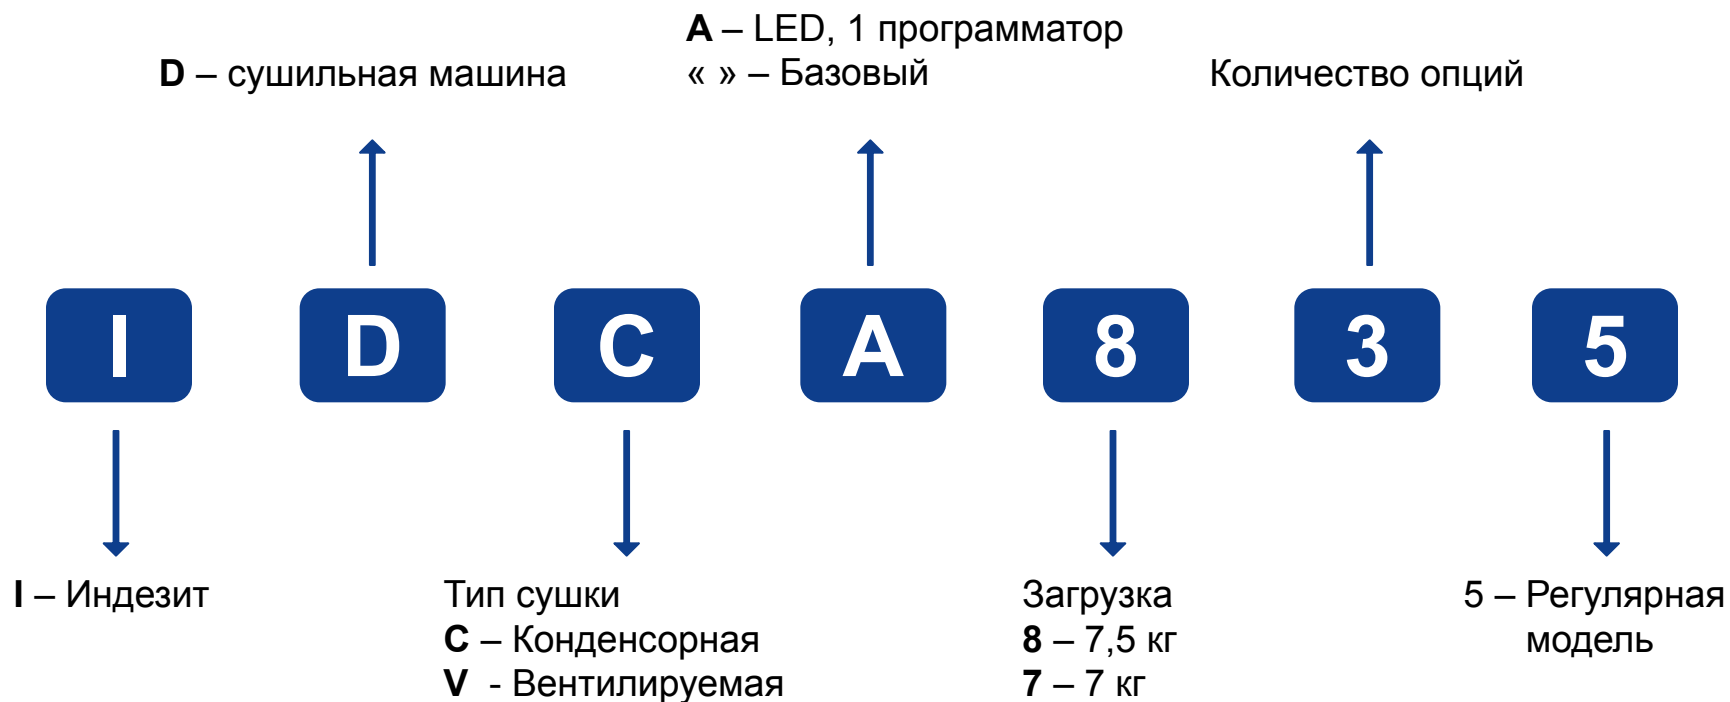 A – LED, 1 программатор
D – сушильная машина
« » – Базовый
Количество опций
I D C A 8 3 5
I – Индезит
Тип сушки
C – Конденсорная
V - Вентилируемая
Загрузка
8 – 7,5 кг
7 – 7 кг
5 – Регулярная
модель